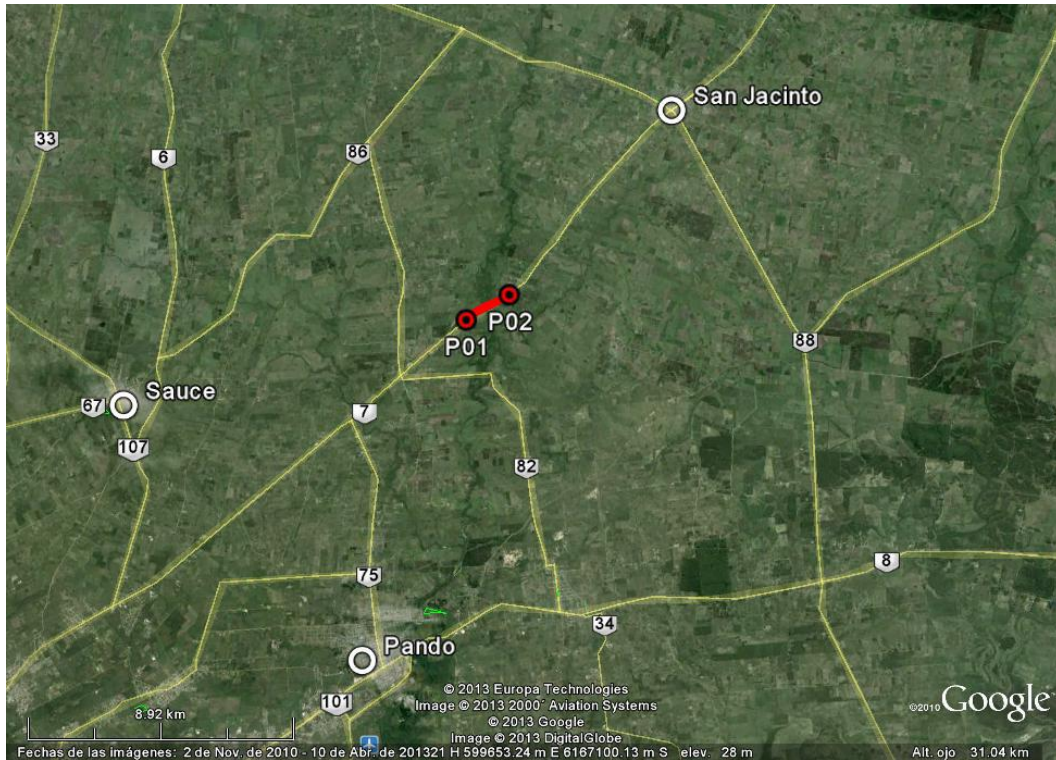 San Jacinto
33
6
86
P02
P01
88
Sauce
67
7
107
82
8
75
34
Pando
101
© 2013 Europa Technologies
Image © 2013 2000° Aviation Systems
© 2013 Google
Image © 2013 DigitalGlobe
©2010 Google
8.92 km
Fechas de las imágenes: 2 de Nov. de 2010 - 10 de Abr. de 201321 H 599653.24 m E 6167100.13 m S elev. 28 m Alt. ojo 31.04 km